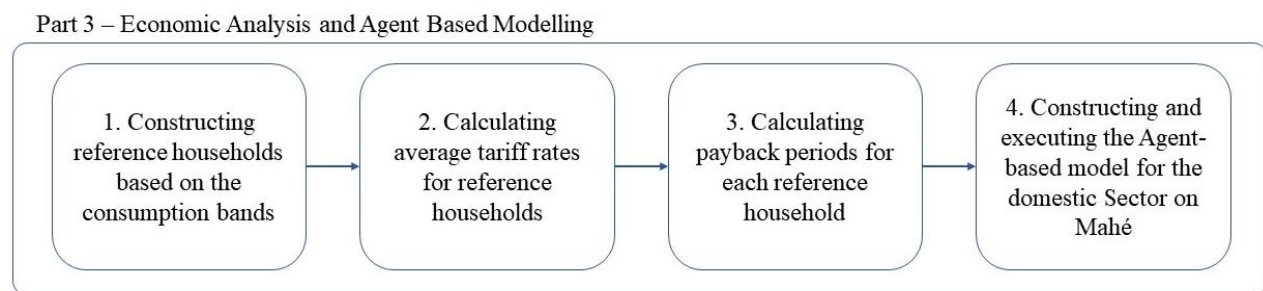 Part 3 – Economic Analysis and Agent Based Modelling
1. Constructing
reference households
based on the
consumption bands
2. Calculating
average tariff rates
for reference
households
3. Calculating
payback periods for
each reference
household
4. Constructing and
executing the Agent-
based model for the
domestic Sector on
Mahé